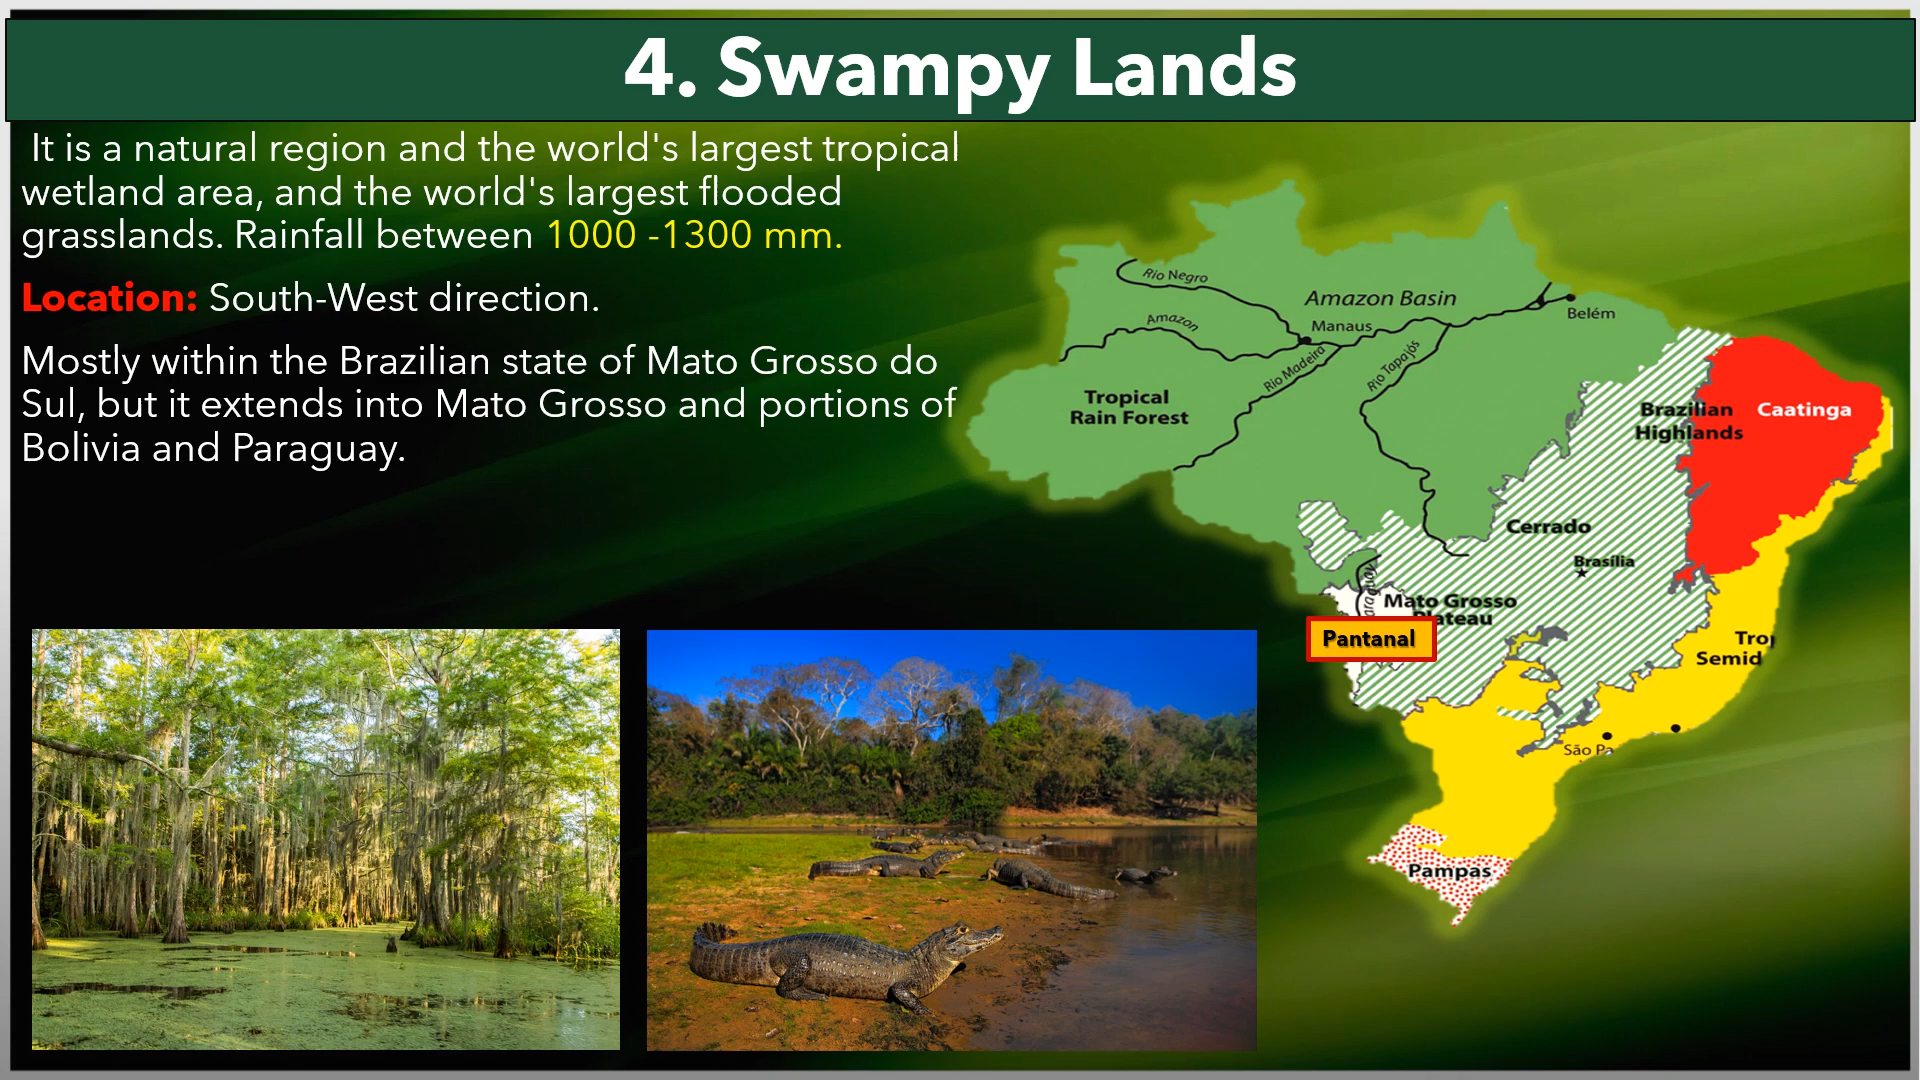 4. Swampy Lands
It is a natural region and the world's largest tropical
wetland area, and the world's largest flooded
grasslands. Rainfall between 1000 -1300 mm.
Location: South-West direction.
Mostly within the Brazilian state of Mato Grosso do
Sul, but it extends into Mato Grosso and portions of
Bolivia and Paraguay.
Rio Negro
Amazon Basin
Belém
Amazon
Manaus
Rio Madeira
Rio Tapajós
Tropical
Rain Forest
Brazilian
Highlands
Caatinga
Cerrado
Brasília
Mato Grosso
Pantanal
Semid
São Pa
Pampas